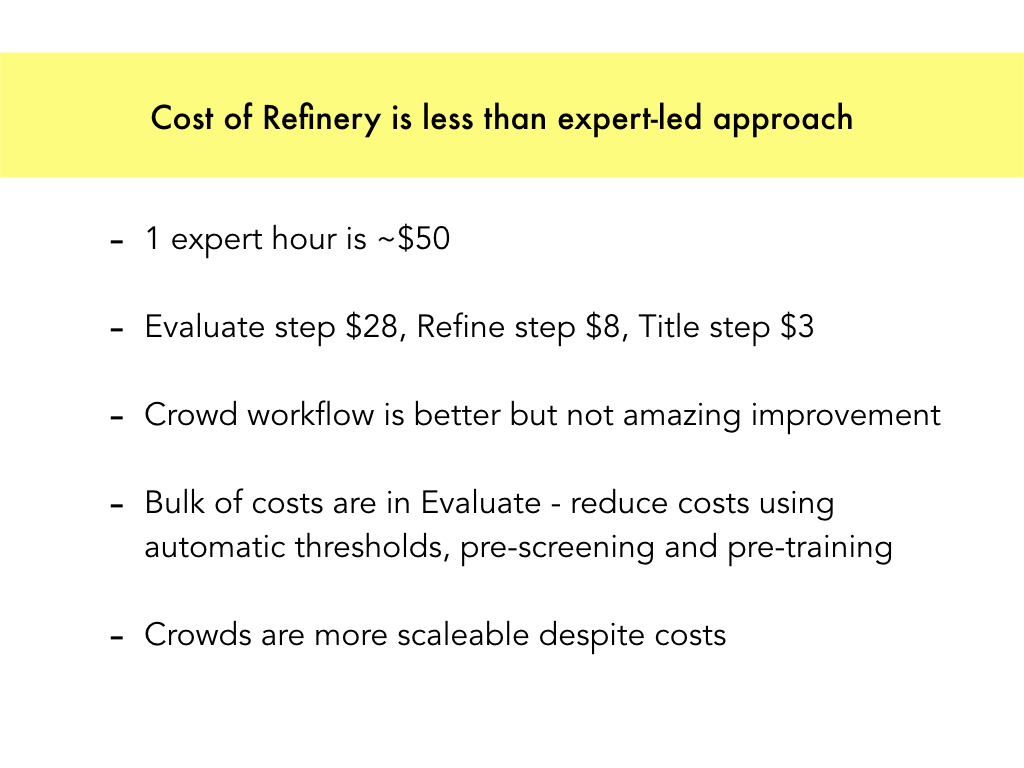 Cost of Refinery is less than expert-led approach
- 1 expert hour is ~$50
- Evaluate step $28, Refine step $8, Title step $3
- Crowd workflow is better but not amazing improvement
- Bulk of costs are in Evaluate - reduce costs using
automatic thresholds, pre-screening and pre-training
- Crowds are more scaleable despite costs